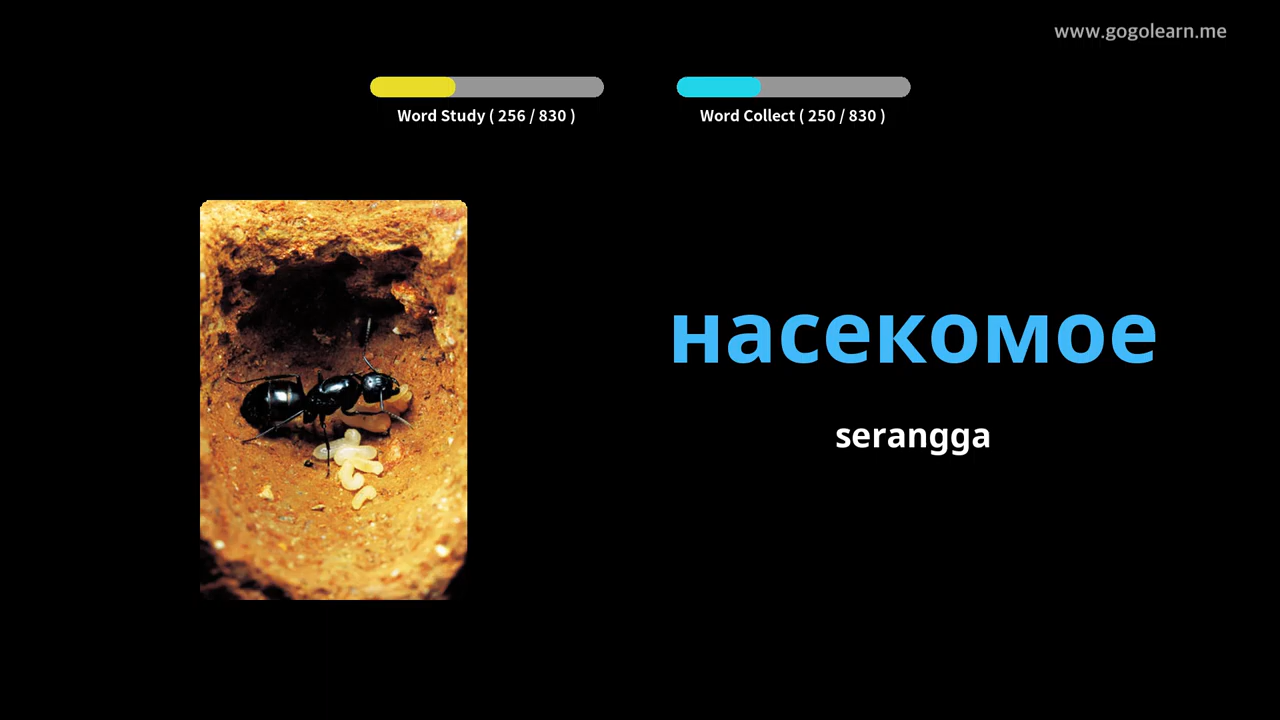 www.gogolearn.me
Word Study ( 256 / 830 )
Word Collect ( 250 / 830 )
насекомое
serangga